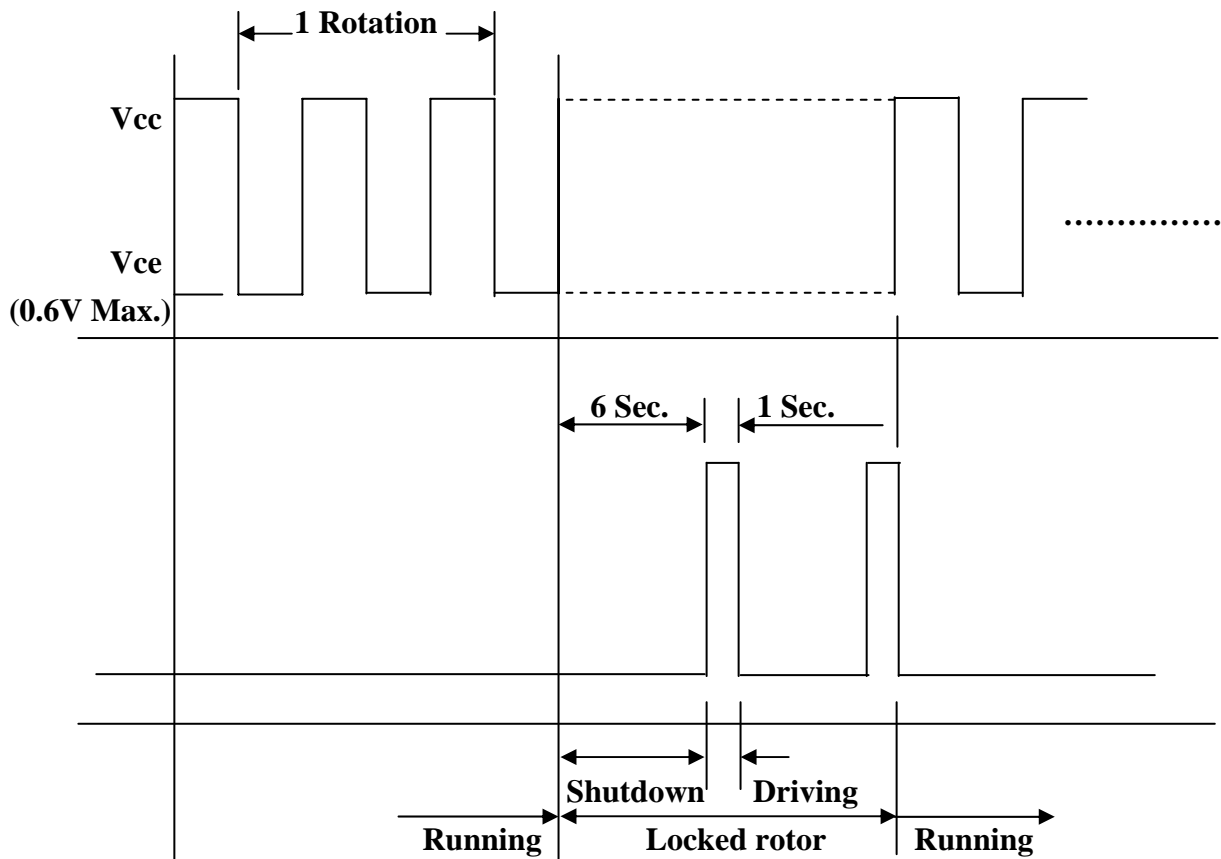 1 Rotation
Vcc
Vce
(0.6V Max.)
6 Sec.
1 Sec.
Shutdown
Driving
Running
Locked rotor
Running